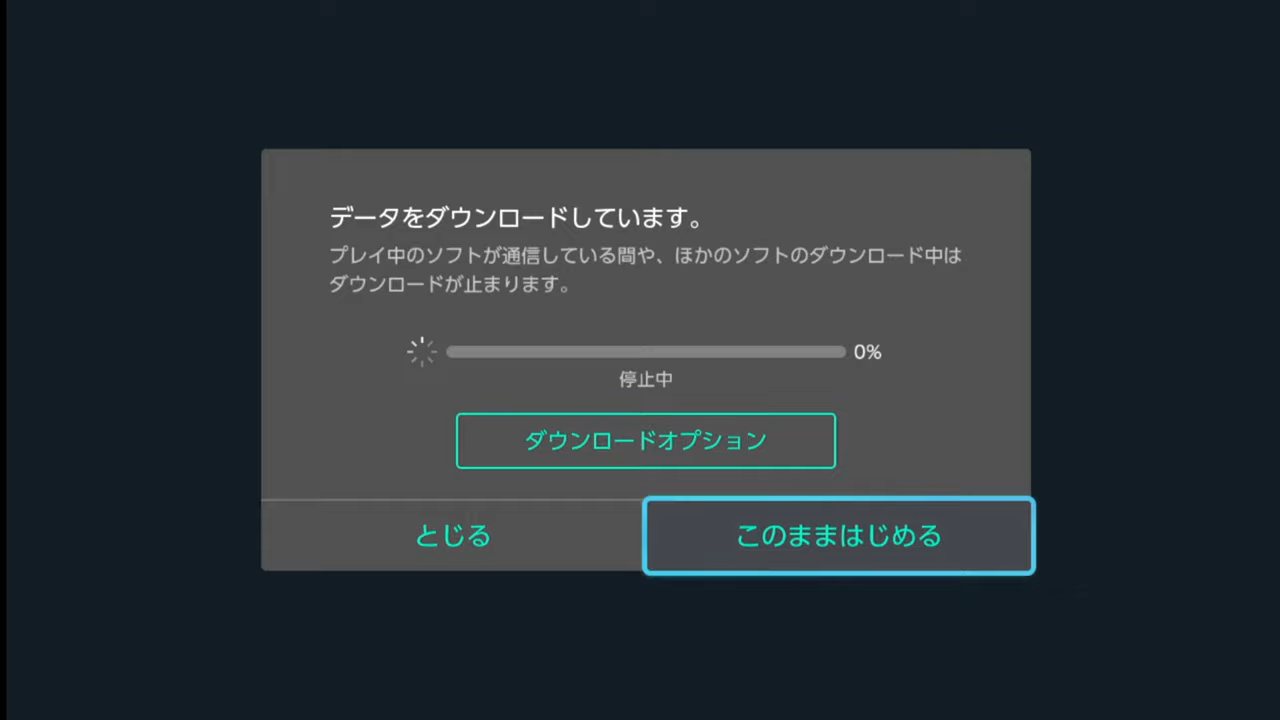 データをダウンロードしています。
プレイ中のソフトが通信している間や、ほかのソフトのダウンロード中は
ダウンロードが止まります。
0%
停止中
ダウンロードオプション
とじる
このままはじめる